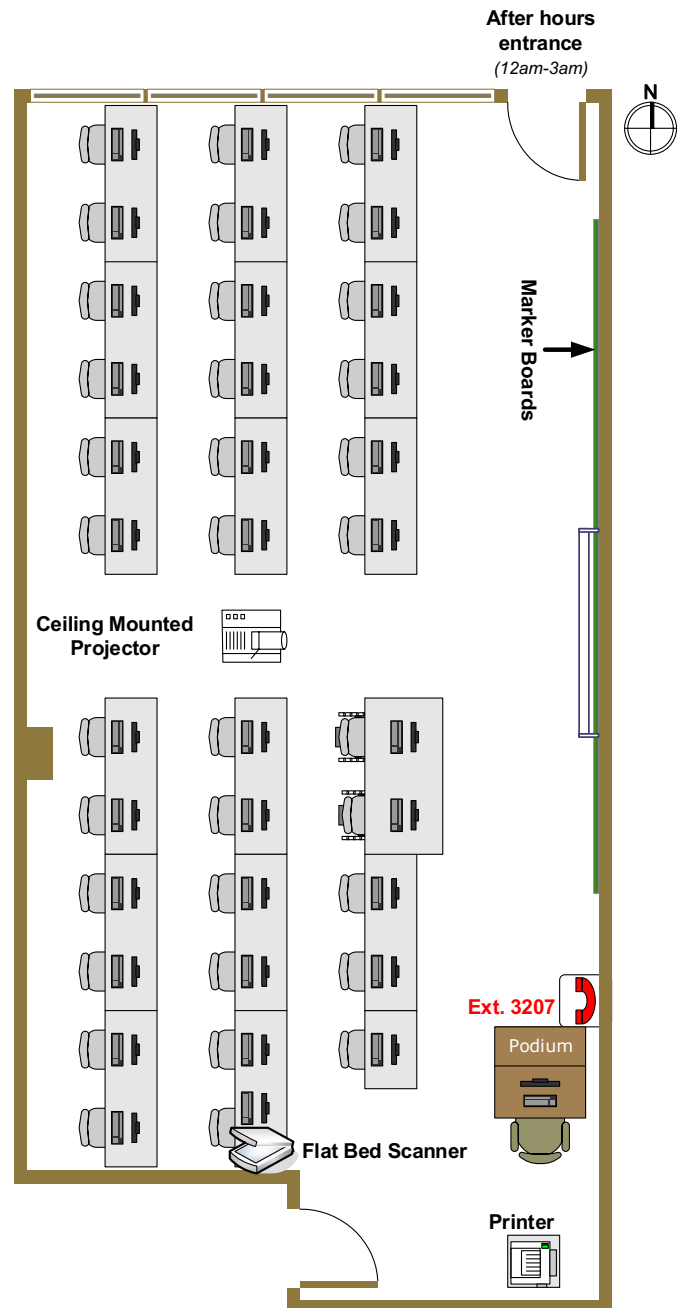 After hours
entrance
(12am-3am)
N
Marker Boards
Ceiling Mounted
Projector
Ext. 3207
Podium
Flat Bed Scanner
Printer